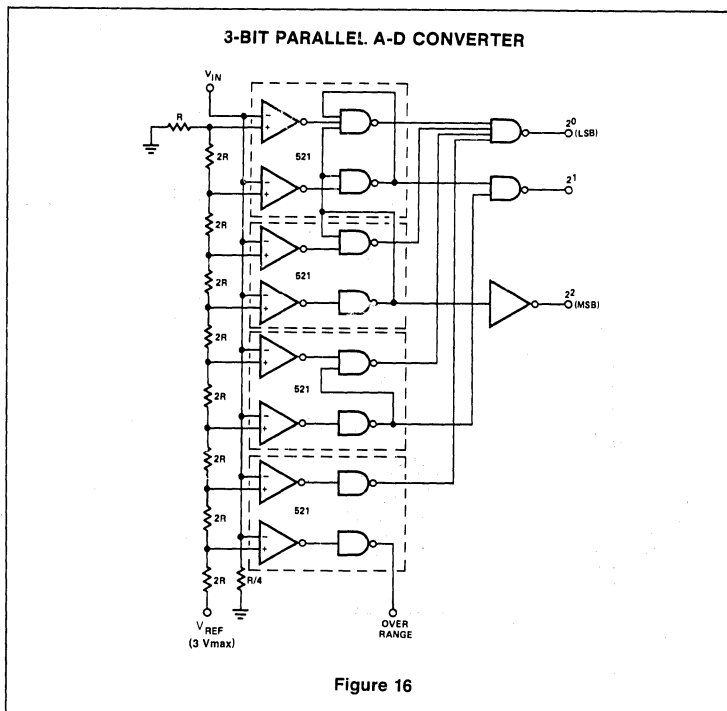 3-BIT PARALLEL A-D CONVERTER
VIN
R
2R
521
2R
2R
521
2R
2R
521
2R
2R
521
2R
2R
R/4
VREF
(3 Vmax)
OVER
RANGE
2⁰
(LSB)
2¹
2²
(MSB)
- + - + - + - + - + - + - + - +
Figure 16